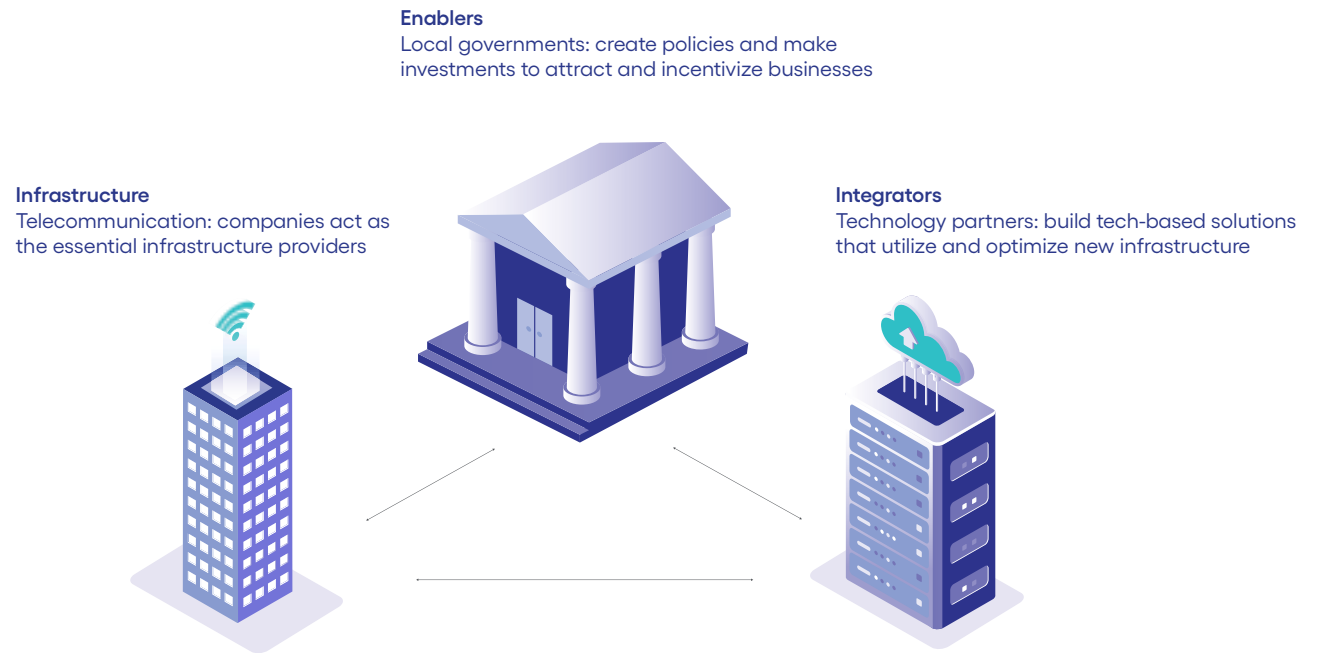 Enablers
Local governments: create policies and make
investments to attract and incentivize businesses
Infrastructure
Telecommunication: companies act as
the essential infrastructure providers
Integrators
Technology partners: build tech-based solutions
that utilize and optimize new infrastructure